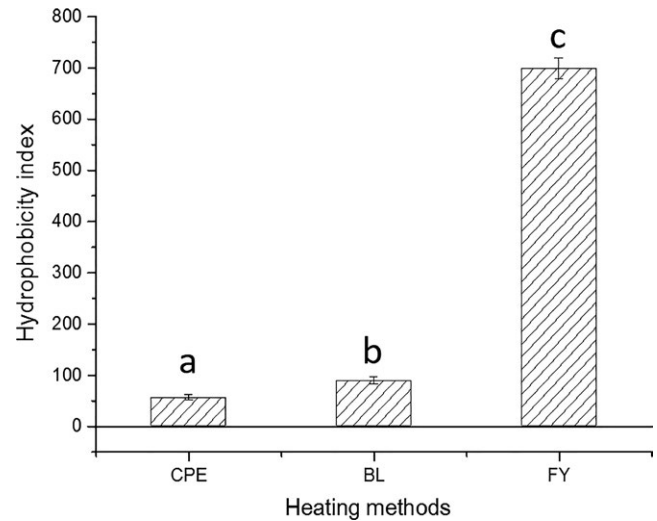 800
700
600
500
400
300
200
100
0
Hydrophobicity index
a
b
c
CPE
BL
FY
Heating methods